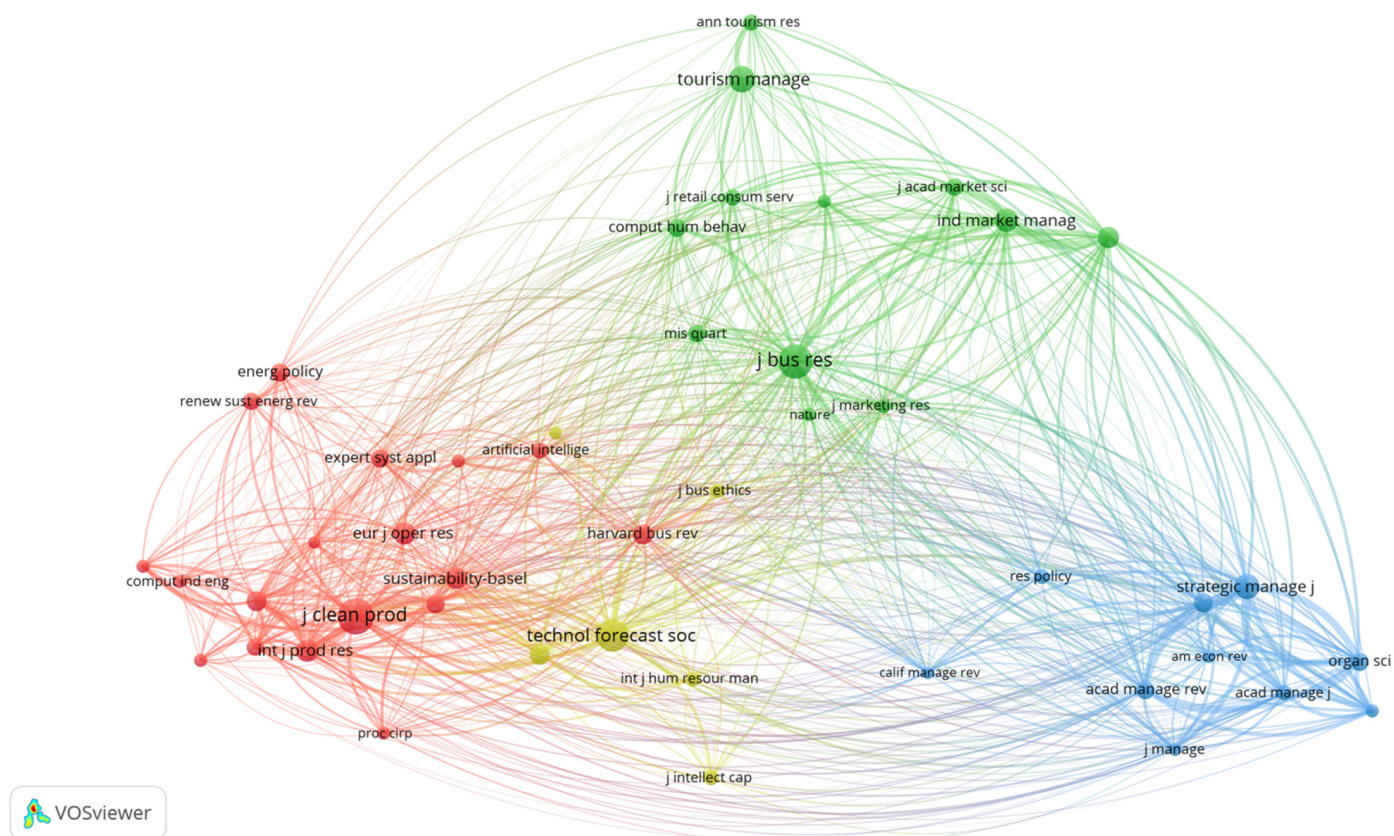 ann tourism res
tourism manage
j acad market sci
j retail consum serv
ind market manag
comput hum behav
mis quart
j bus res
energ policy
renew sust energ rev
j marketing res
nature
artificial intellige
expert syst appl
j bus ethics
eur j oper res
harvard bus rev
res policy
sustainability-basel
comput ind eng
strategic manage j
j clean prod
technol forecast soc
int j prod res
am econ rev
organ sci
calif manage rev
int j hum resour man
acad manage rev
acad manage j
proc cirp
j manage
j intellect cap
VOSviewer